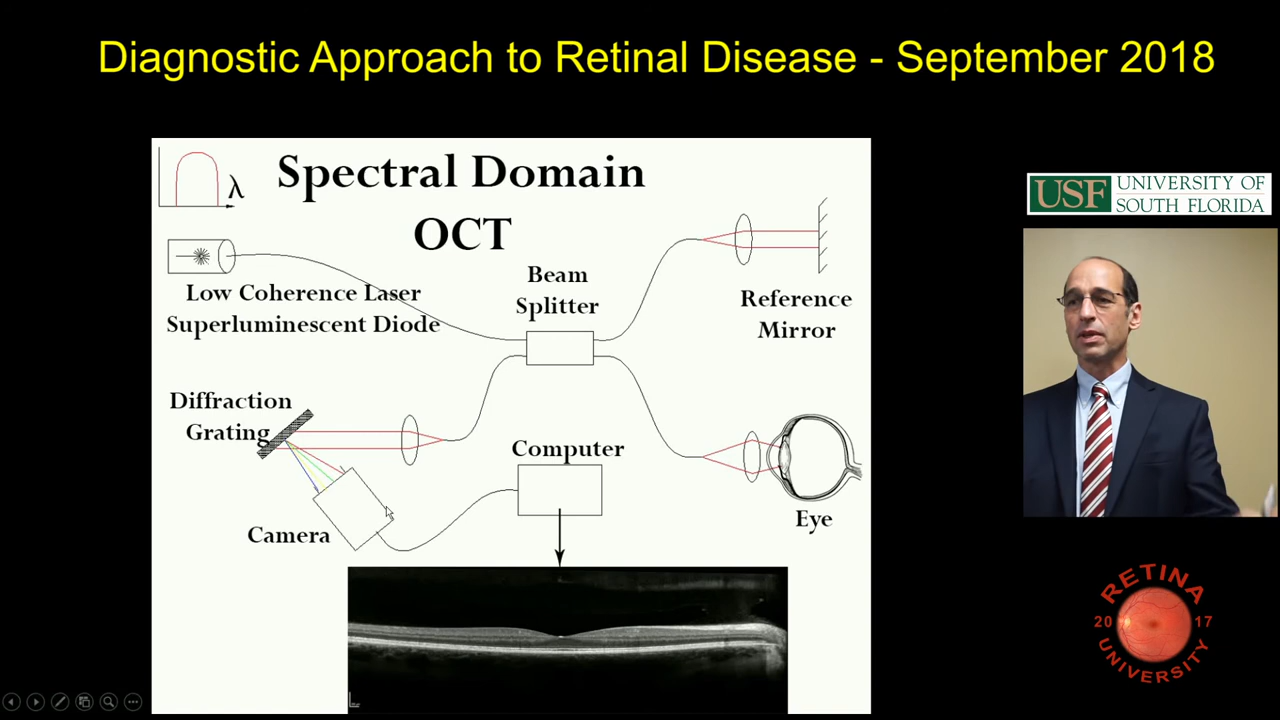 Diagnostic Approach to Retinal Disease - September 2018
λ
Spectral Domain
OCT
Low Coherence Laser
Superluminescent Diode
Beam
Splitter
Reference
Mirror
Diffraction
Grating
Computer
Camera
Eye
USF UNIVERSITY OF
SOUTH FLORIDA
RETINA
20 17
UNIVERSITY